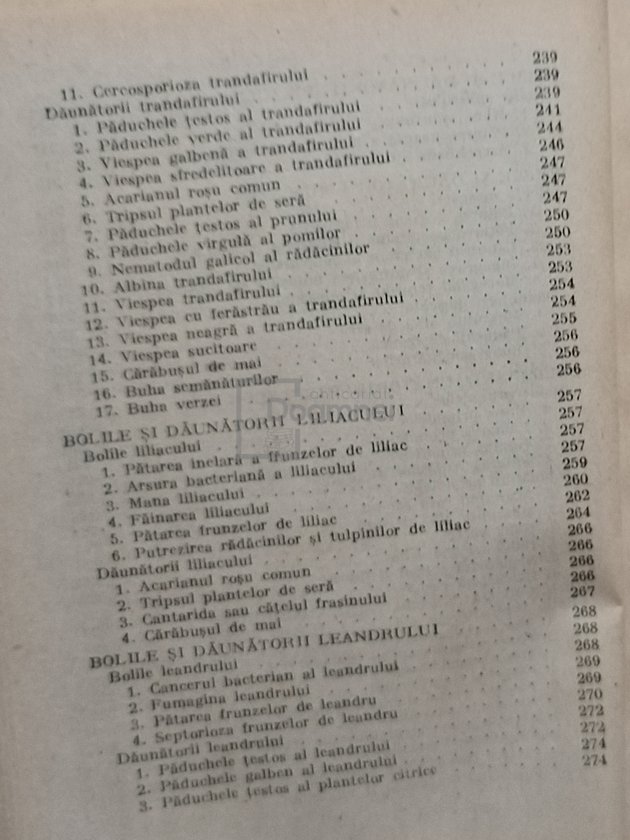 11. Cercosporioza trandafirului 239
Dăunătorii trandafirului 239
1. Păduchele țestos al trandafirului 239
2. Păduchele verde al trandafirului 241
3. Viespea galbenă a trandafirului 244
4. Viespea sfredelitoare a trandafirului 246
5. Acarianul roșu comun 247
6. Tripsul plantelor de seră 247
7. Păduchele țestos al prunului 247
8. Păduchele virgulă al pomilor 250
9. Nematodul galicol al rădăcinilor 250
10. Albina trandafirului 253
11. Viespea trandafirului 253
12. Viespea cu ferăstrău a trandafirului 254
13. Viespea neagră a trandafirului 254
14. Viespea sucitoare 255
15. Cărăbușul de mai 256
16. Buha semănăturilor 256
17. Buha verzei 256
BOLILE ȘI DĂUNĂTORII LILIACULUI 257
Bolile liliacului 257
1. Pătarea inelară a frunzelor de liliac 257
2. Arsura bacteriană a liliacului 257
3. Mana liliacului 259
4. Făinarea liliacului 260
5. Pătarea frunzelor de liliac 262
6. Putrezirea rădăcinilor și tulpinilor de liliac 264
Dăunătorii liliacului 266
1. Acarianul roșu comun 266
2. Tripsul plantelor de seră 266
3. Cantarida sau cățelul frasinului 266
4. Cărăbușul de mai 267
BOLILE ȘI DĂUNĂTORII LEANDRULUI 268
Bolile leandrului 268
1. Cancerul bacterian al leandrului 268
2. Fumagina leandrului 269
3. Pătarea frunzelor de leandru 269
4. Septorioza frunzelor de leandru 270
Dăunătorii leandrului 272
1. Păduchele țestos al leandrului 272
2. Păduchele galben al leandrului 274
3. Păduchele țestos al plantelor citrice 274